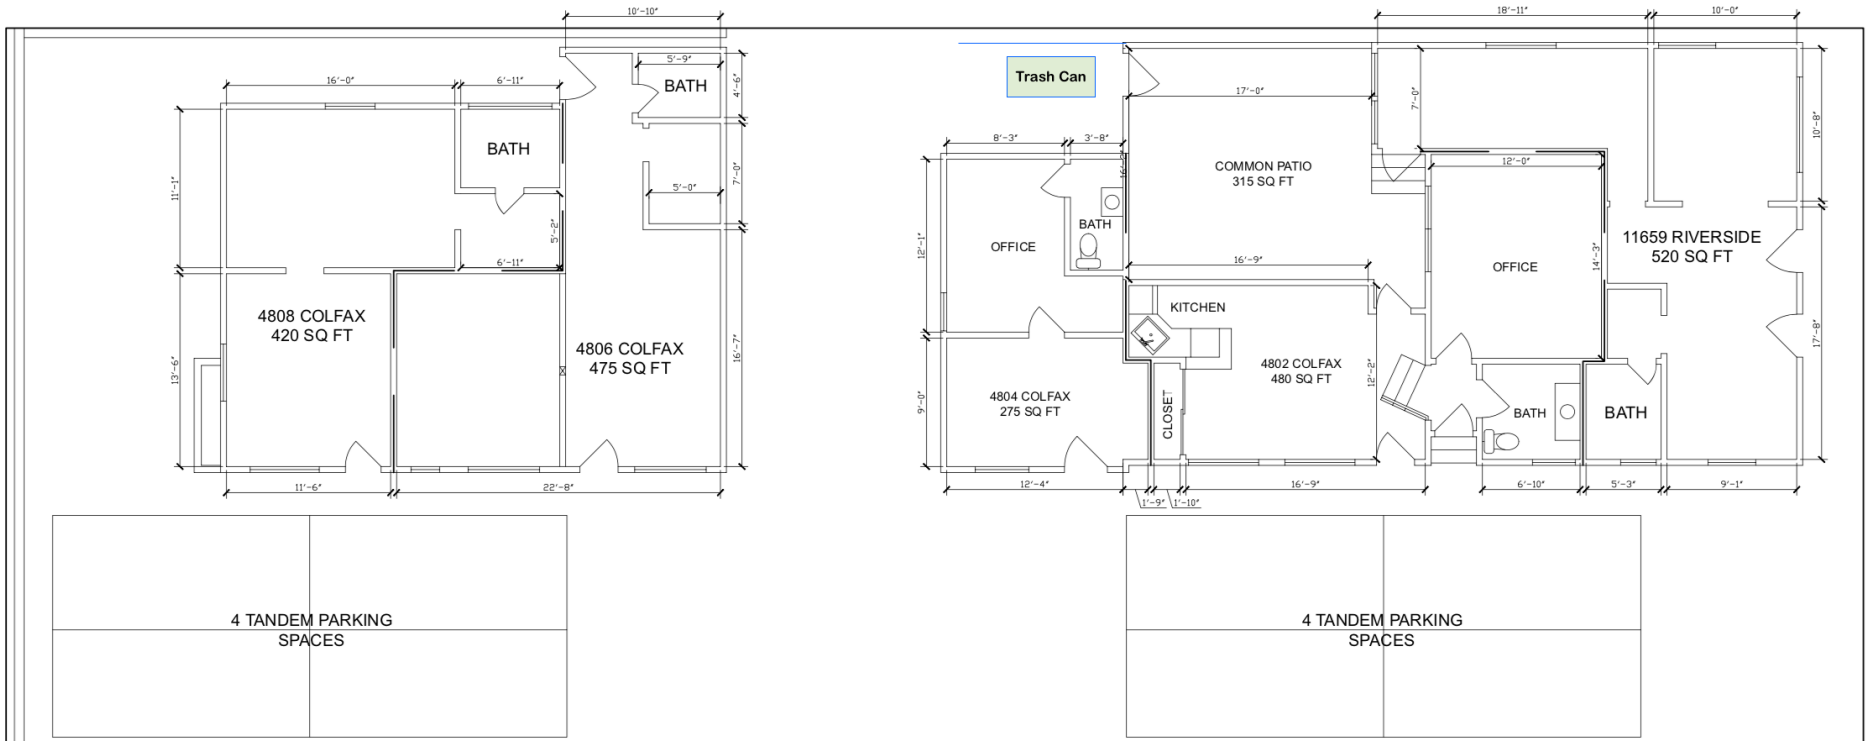 10'-10"
18'-11"
10'-0"
5'-9"
BATH
4'-6"
16'-0"
6'-11"
Trash Can
17'-0"
7'-0"
10'-8"
BATH
8'-3"
3'-8"
COMMON PATIO
315 SQ FT
12'-0"
11'-1"
7'-0"
5'-0"
5'-2"
6'-11"
OFFICE
BATH
12'-1"
16'-9"
OFFICE
14'-3"
11659 RIVERSIDE
520 SQ FT
4808 COLFAX
420 SQ FT
KITCHEN
4806 COLFAX
475 SQ FT
16'-7"
13'-6"
17'-8"
4802 COLFAX
480 SQ FT
12'-2"
9'-0"
4804 COLFAX
275 SQ FT
CLOSET
BATH
BATH
11'-6"
22'-8"
12'-4"
1'-9"
1'-10"
16'-9"
6'-10"
5'-3"
9'-1"
4 TANDEM PARKING
SPACES
4 TANDEM PARKING
SPACES